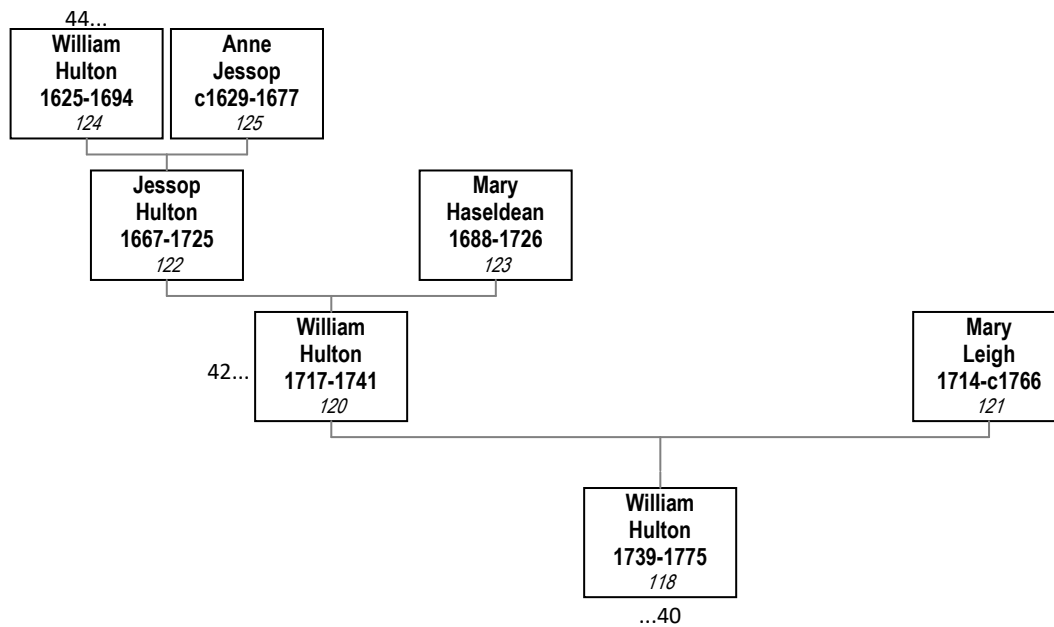 44...
William
Hulton
1625-1694
124
Anne
Jessop
c1629-1677
125
Jessop
Hulton
1667-1725
122
Mary
Haseldean
1688-1726
123
42...
William
Hulton
1717-1741
120
Mary
Leigh
1714-c1766
121
William
Hulton
1739-1775
118
...40